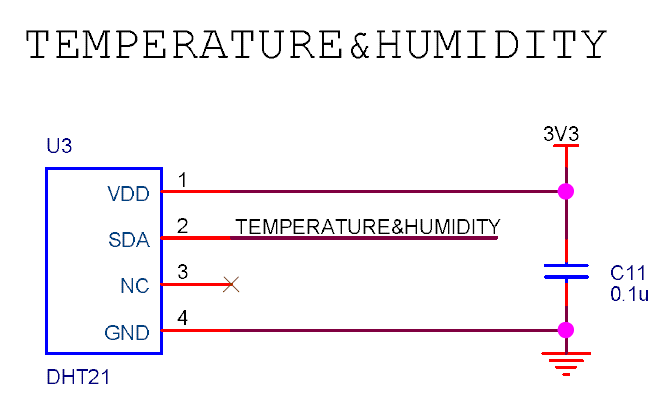 TEMPERATURE&HUMIDITY
U3
3V3
VDD 1
SDA 2 TEMPERATURE&HUMIDITY
NC 3
C11
0.1u
GND 4
DHT21